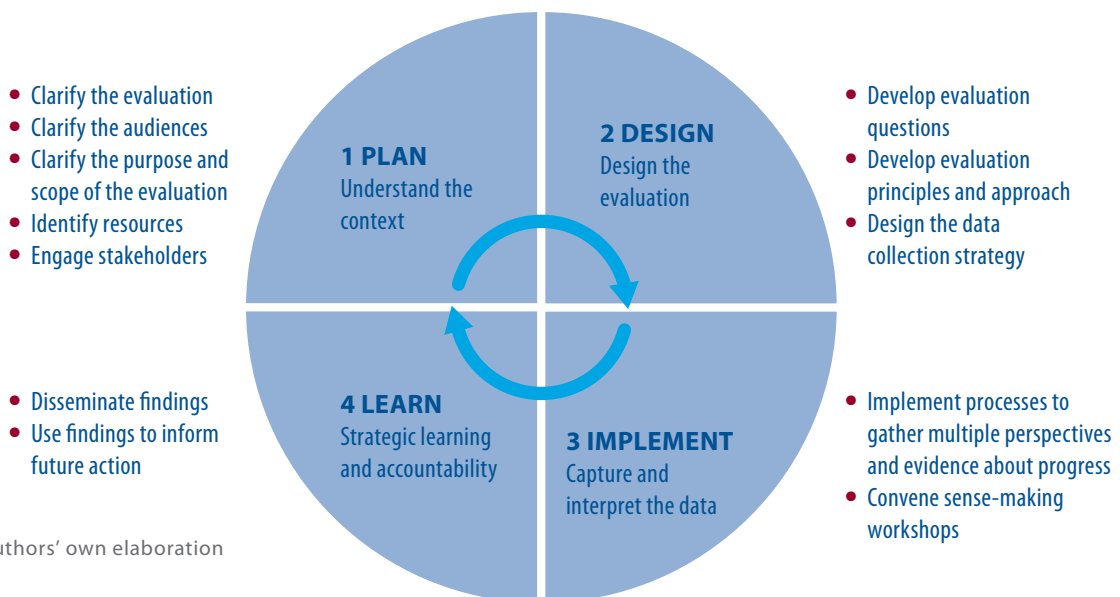 • Clarify the evaluation
• Clarify the audiences
• Clarify the purpose and
scope of the evaluation
• Identify resources
• Engage stakeholders
1 PLAN
Understand the
context
2 DESIGN
Design the
evaluation
• Develop evaluation
questions
• Develop evaluation
principles and approach
• Design the data
collection strategy
• Disseminate findings
• Use findings to inform
future action
4 LEARN
Strategic learning
and accountability
3 IMPLEMENT
Capture and
interpret the data
• Implement processes to
gather multiple perspectives
and evidence about progress
• Convene sense-making
workshops
uthors’ own elaboration